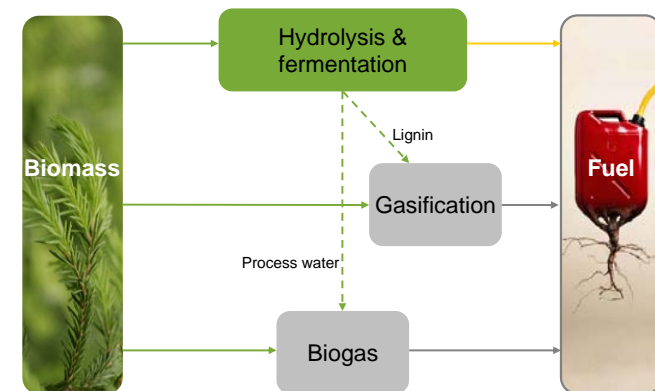 Hydrolysis &
fermentation
Lignin
Biomass
Fuel
Gasification
Process water
Biogas